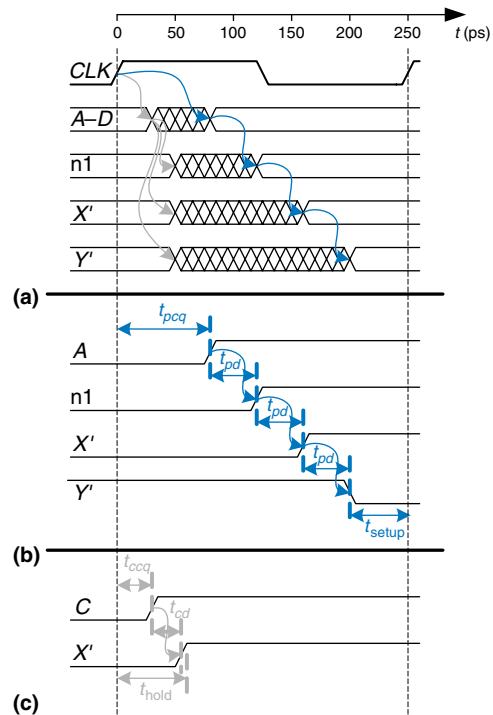 0 50 100 150 200 250 t (ps)
CLK
A–D
n1
X'
Y'
(a)
tpcq
A
tpd
n1
tpd
X'
tpd
Y'
tsetup
(b)
tccq
C
tcd
X'
thold
(c)